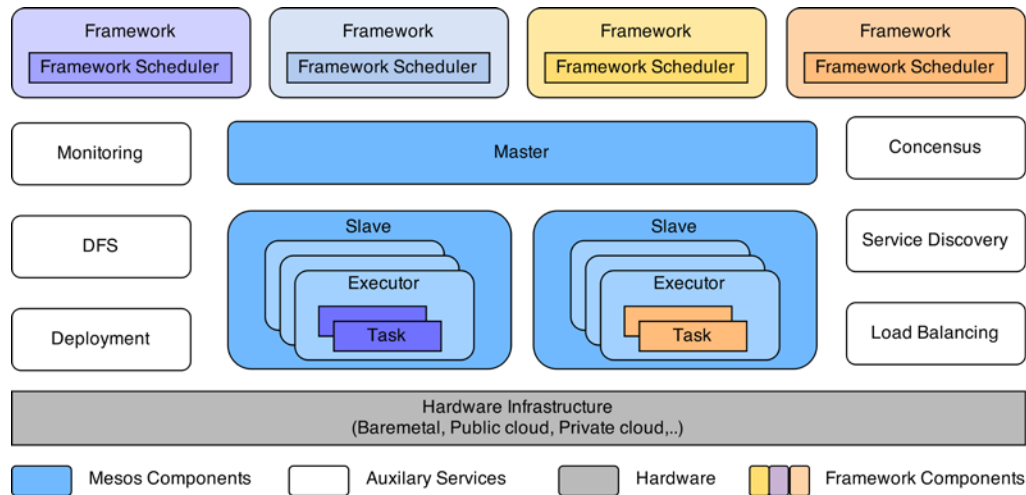 Framework
Framework Scheduler
Framework
Framework Scheduler
Framework
Framework Scheduler
Framework
Framework Scheduler
Monitoring
Master
Concensus
DFS
Slave
Executor
Task
Slave
Executor
Task
Service Discovery
Deployment
Load Balancing
Hardware Infrastructure
(Baremetal, Public cloud, Private cloud,..)
Mesos Components
Auxilary Services
Hardware
Framework Components